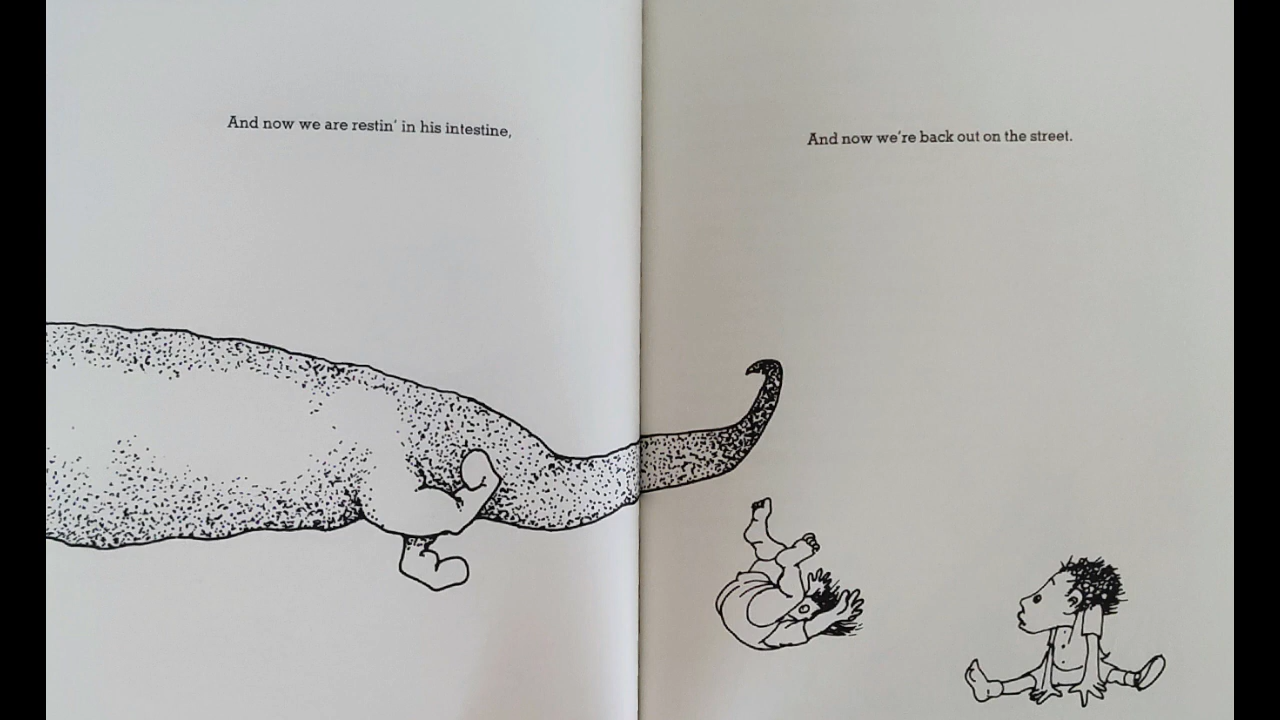 And now we are restin' in his intestine,
And now we're back out on the street.